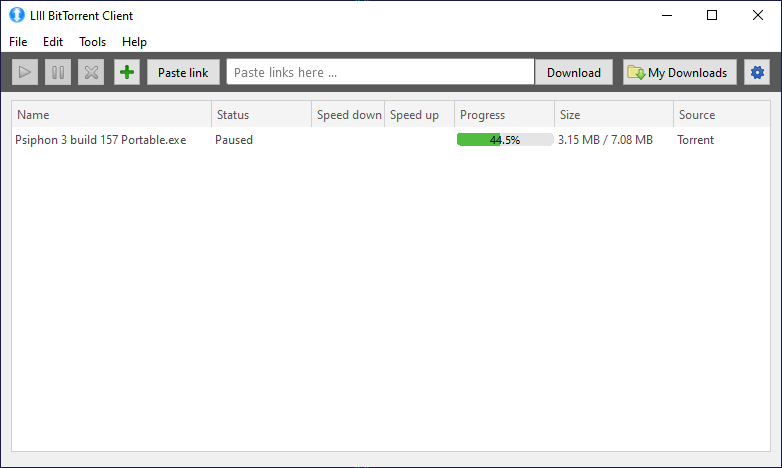 LIII BitTorrent Client
File Edit Tools Help
Paste link Paste links here ... Download My Downloads
Name Status Speed down Speed up Progress Size Source
Psiphon 3 build 157 Portable.exe Paused 44.5% 3.15 MB / 7.08 MB Torrent